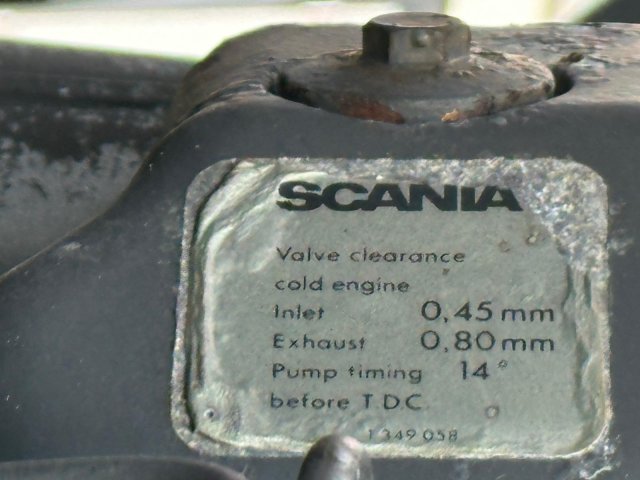 SCANIA
Valve clearance
cold engine
Inlet 0,45 mm
Exhaust 0,80 mm
Pump timing 14°
before T.D.C.
1 349 058